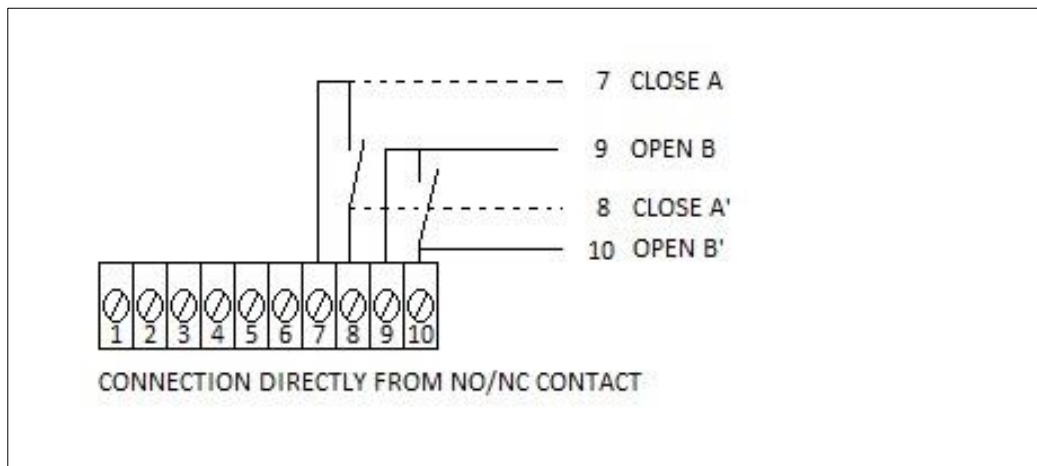 7 CLOSE A
9 OPEN B
8 CLOSE A'
10 OPEN B'
1 2 3 4 5 6 7 8 9 10
CONNECTION DIRECTLY FROM NO/NC CONTACT